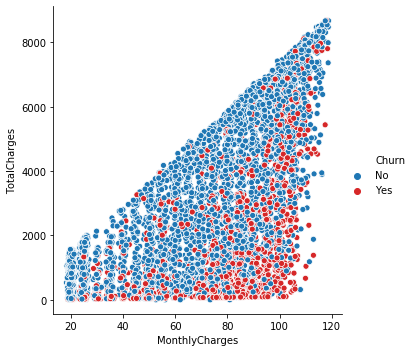 8000
6000
4000
2000
0
TotalCharges
20 40 60 80 100 120
MonthlyCharges
Churn
No
Yes